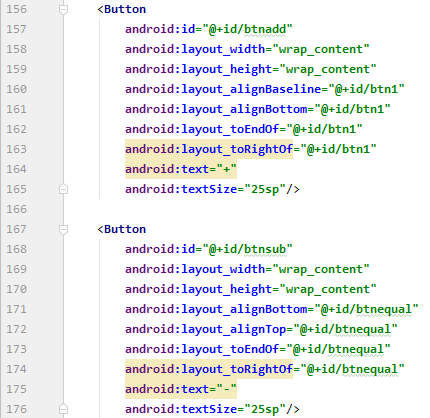 156 <Button
157 android:id="@+id/btnadd"
158 android:layout_width="wrap_content"
159 android:layout_height="wrap_content"
160 android:layout_alignBaseline="@+id/btn1"
161 android:layout_alignBottom="@+id/btn1"
162 android:layout_toEndOf="@+id/btn1"
163 android:layout_toRightOf="@+id/btn1"
164 android:text="+"
165 android:textSize="25sp"/>
166
167 <Button
168 android:id="@+id/btnsub"
169 android:layout_width="wrap_content"
170 android:layout_height="wrap_content"
171 android:layout_alignBottom="@+id/btnequal"
172 android:layout_alignTop="@+id/btnequal"
173 android:layout_toEndOf="@+id/btnequal"
174 android:layout_toRightOf="@+id/btnequal"
175 android:text="-"
176 android:textSize="25sp"/>